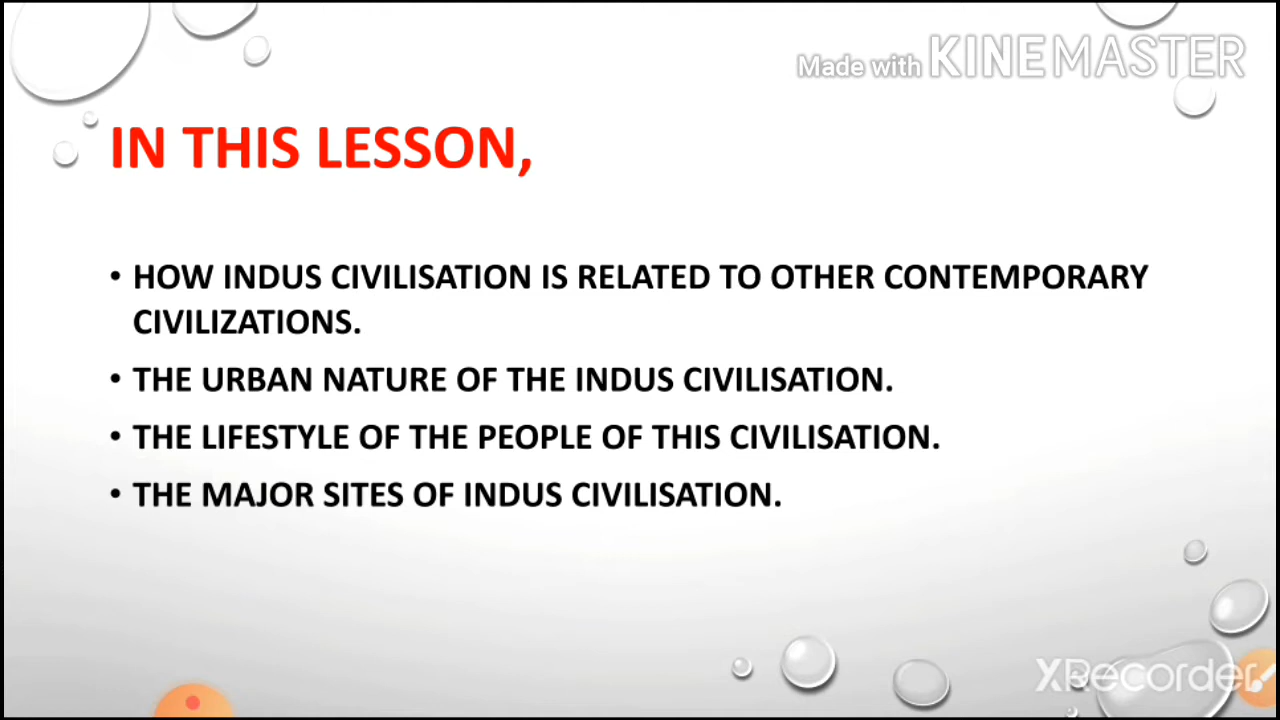 Made with KINEMASTER
IN THIS LESSON,
• HOW INDUS CIVILISATION IS RELATED TO OTHER CONTEMPORARY
CIVILIZATIONS.
• THE URBAN NATURE OF THE INDUS CIVILISATION.
• THE LIFESTYLE OF THE PEOPLE OF THIS CIVILISATION.
• THE MAJOR SITES OF INDUS CIVILISATION.
XRecorder